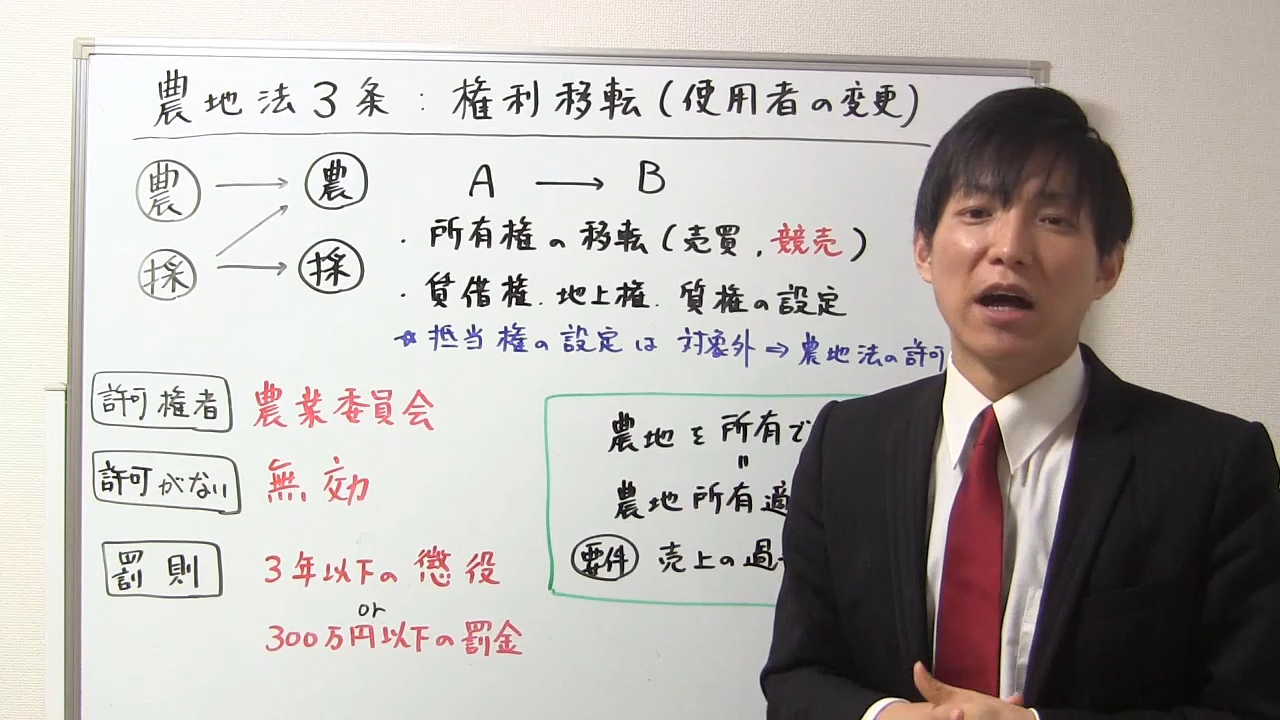 農地法3条：権利移転（使用者の変更）
農 → 農
A → B
採 → 採
・所有権の移転（売買，競売）
・賃借権．地上権．質権の設定
☆抵当権の設定は対象外⇒農地法の許可
許可権者 農業委員会
許可がない 無効
罰則 3年以下の懲役
or
300万円以下の罰金
農地を所有で
〃
農地所有適
要件 売上の過